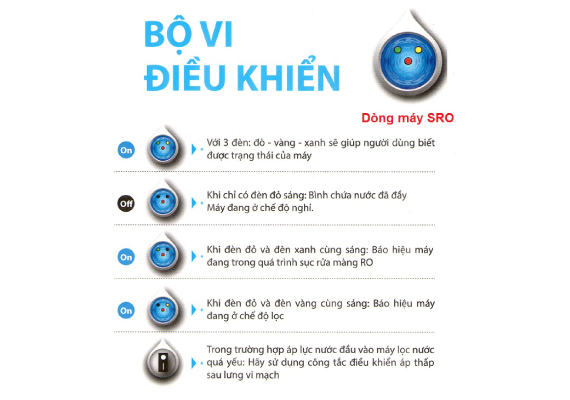 BỘ VI
ĐIỀU KHIỂN
Dòng máy SRO
On
Với 3 đèn: đỏ - vàng - xanh sẽ giúp người dùng biết
được trạng thái của máy
Off
Khi chỉ có đèn đỏ sáng: Bình chứa nước đã đầy
Máy đang ở chế độ nghỉ.
On
Khi đèn đỏ và đèn xanh cùng sáng: Báo hiệu máy
đang trong quá trình sục rửa màng RO
On
Khi đèn đỏ và đèn vàng cùng sáng: Báo hiệu máy
đang ở chế độ lọc
Trong trường hợp áp lực nước đầu vào máy lọc nước
quá yếu: Hãy sử dụng công tắc điều khiển áp thấp
sau lưng vi mạch